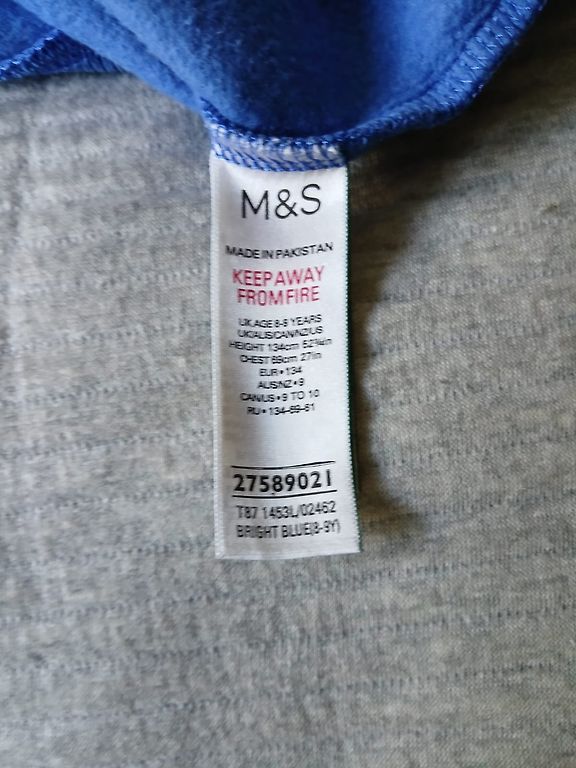 M&S
MADE IN PAKISTAN
KEEP AWAY
FROM FIRE
UK AGE 8-9 YEARS
UK/AUS/CAN/NZ/US
HEIGHT 134cm 52¾in
CHEST 69cm 27in
EUR•134
AUS/NZ•9
CAN/US•9 TO 10
RU•134-69-61
27589021
T87 1453L/02462
BRIGHT BLUE(8-9Y)